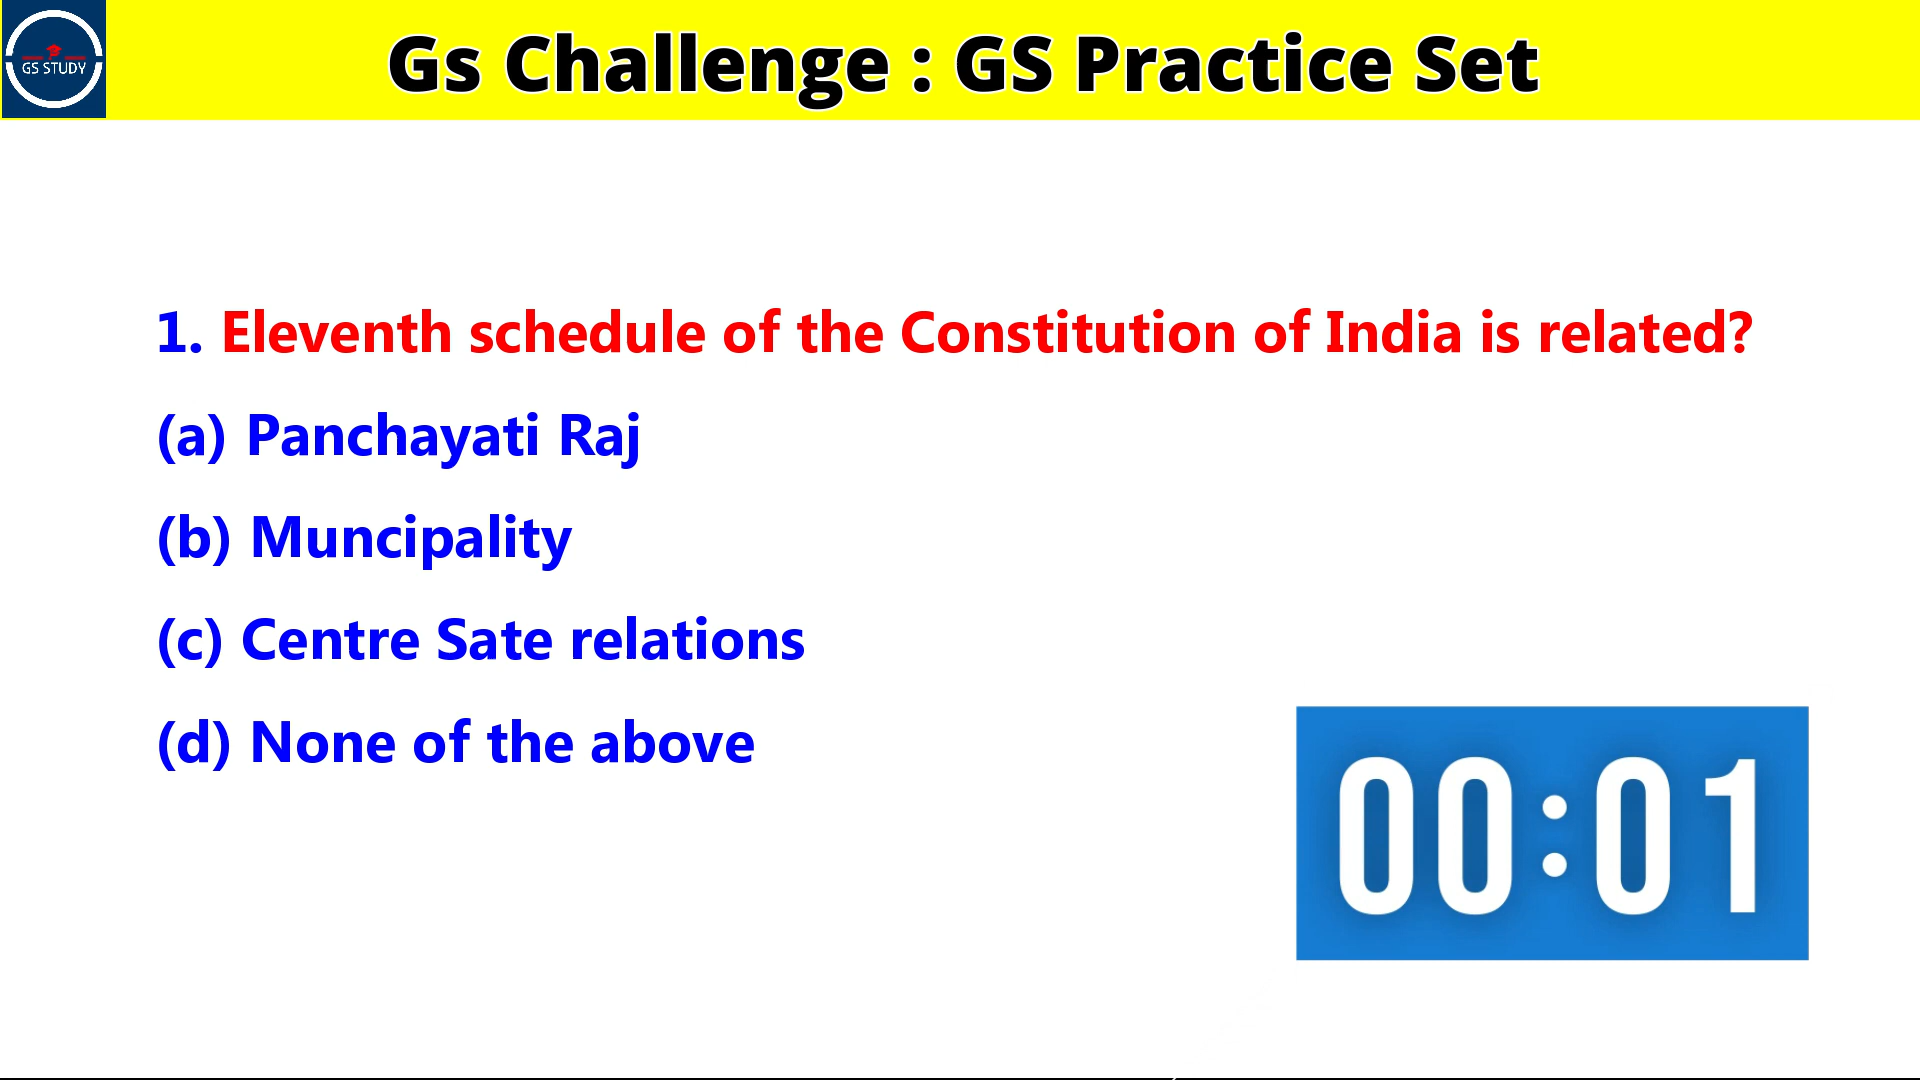 GS STUDY
Gs Challenge : GS Practice Set
1. Eleventh schedule of the Constitution of India is related?
(a) Panchayati Raj
(b) Muncipality
(c) Centre Sate relations
(d) None of the above
00:01